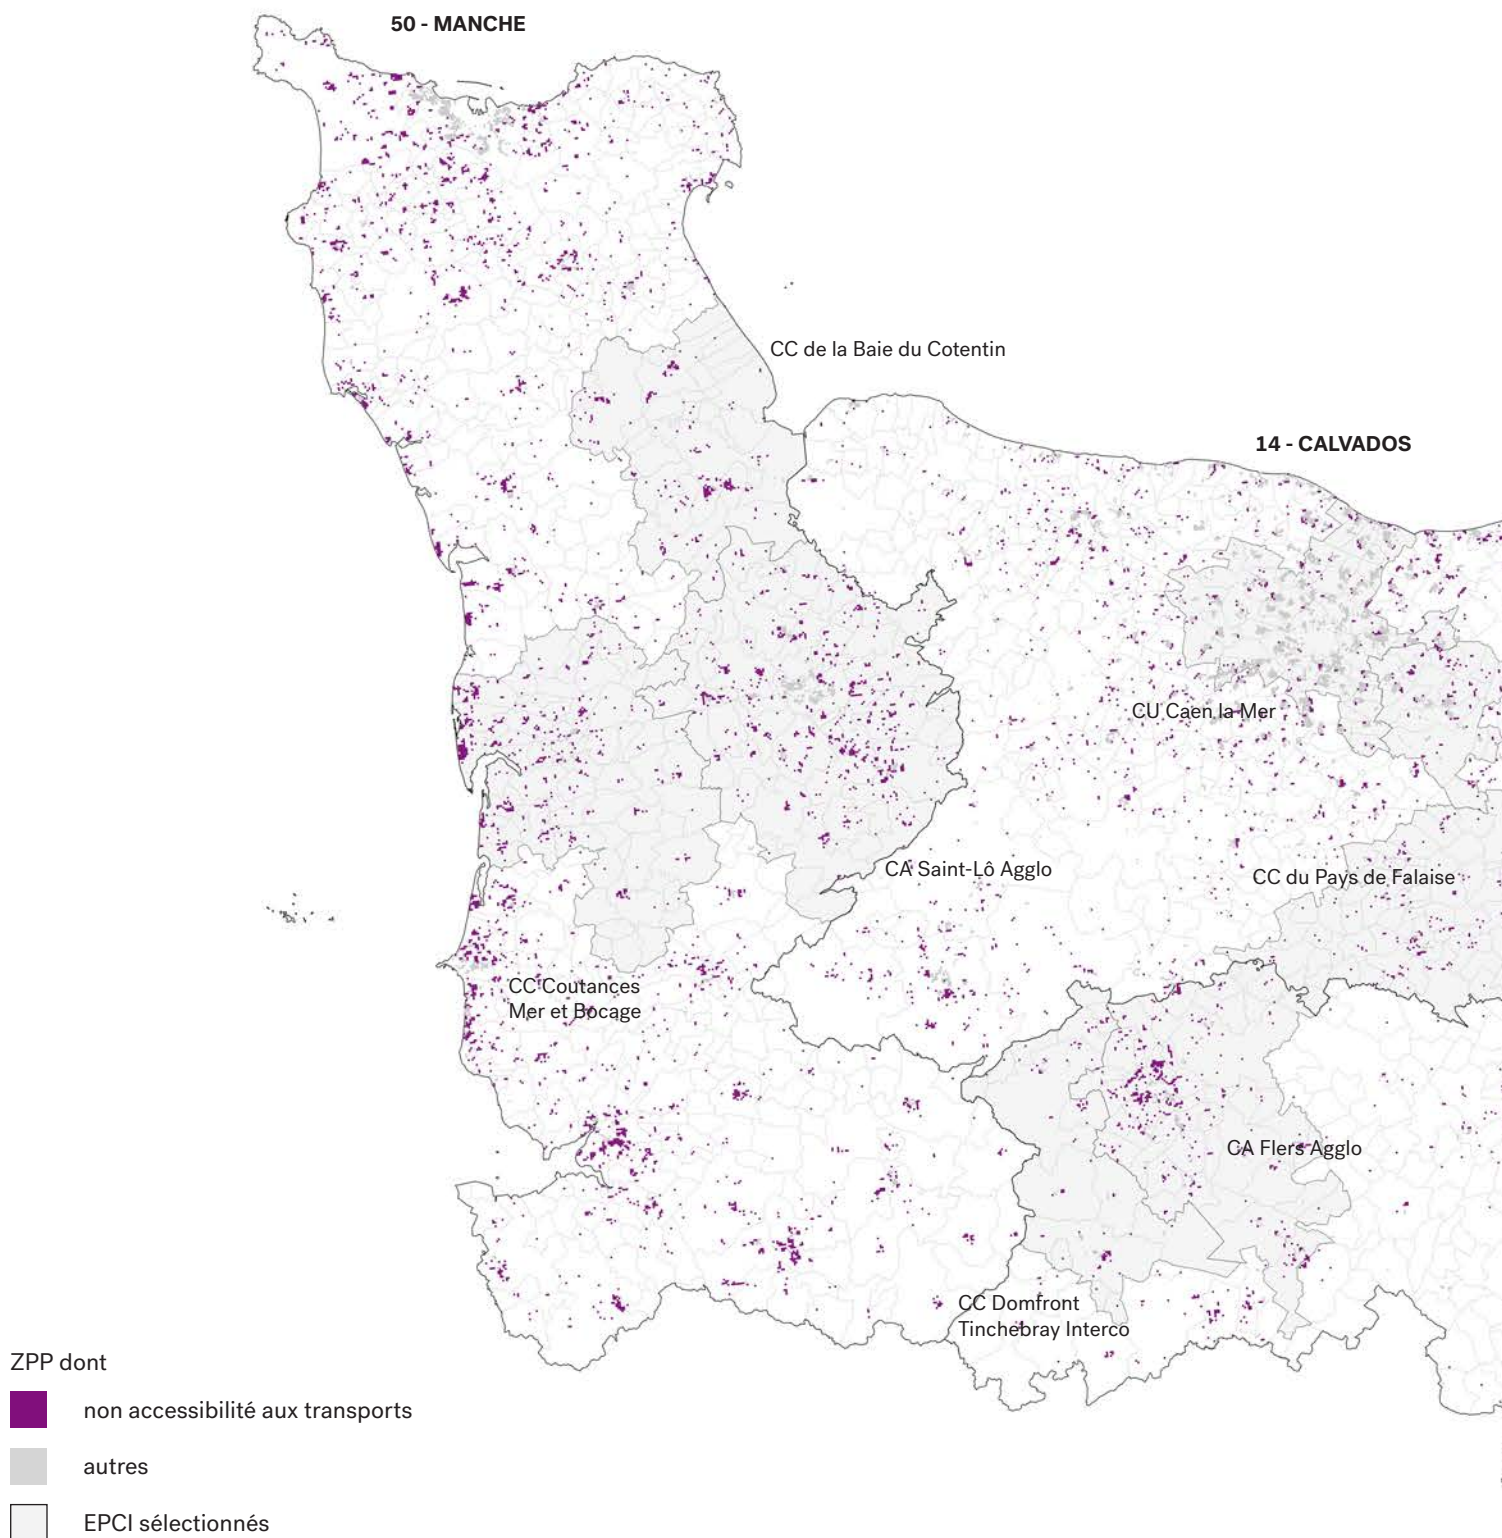 50 - MANCHE
CC de la Baie du Cotentin
14 - CALVADOS
CU Caen la Mer
CA Saint-Lô Agglo
CC du Pays de Falaise
CC Coutances
Mer et Bocage
CA Flers Agglo
CC Domfront
Tinchebray Interco
ZPP dont
non accessibilité aux transports
autres
EPCI sélectionnés